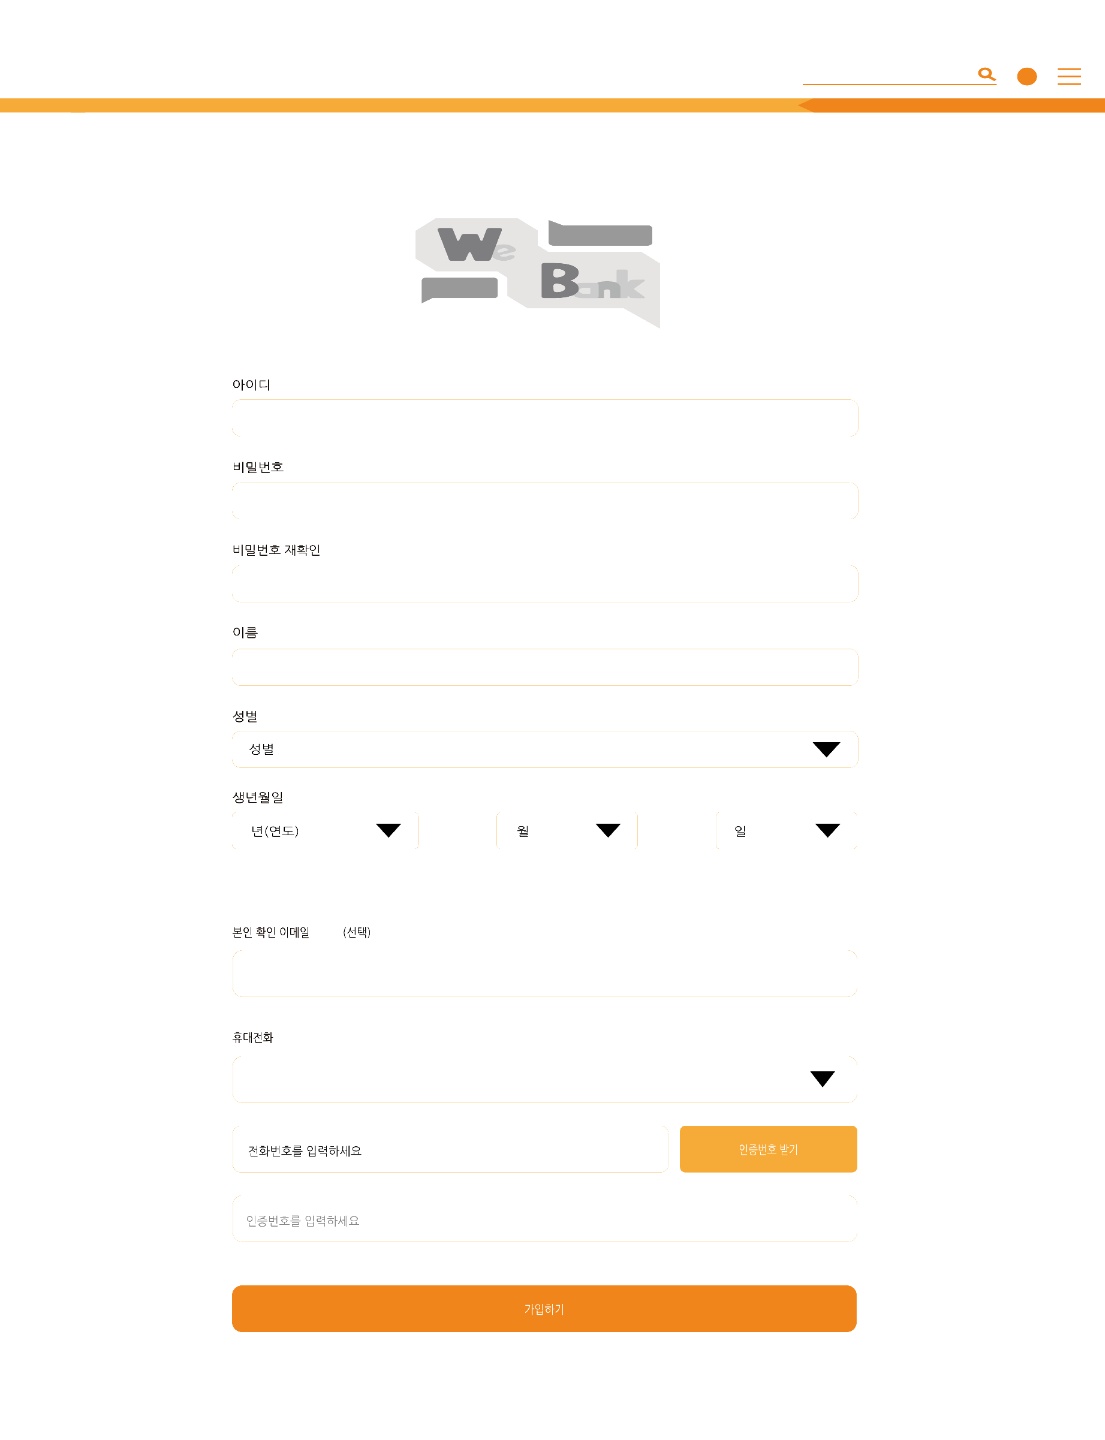 We
Bank
아이디
비밀번호
비밀번호 재확인
이름
성별
성별
생년월일
년(연도) 월 일
본인 확인 이메일 (선택)
휴대전화
전화번호를 입력하세요 인증번호 받기
인증번호를 입력하세요
가입하기